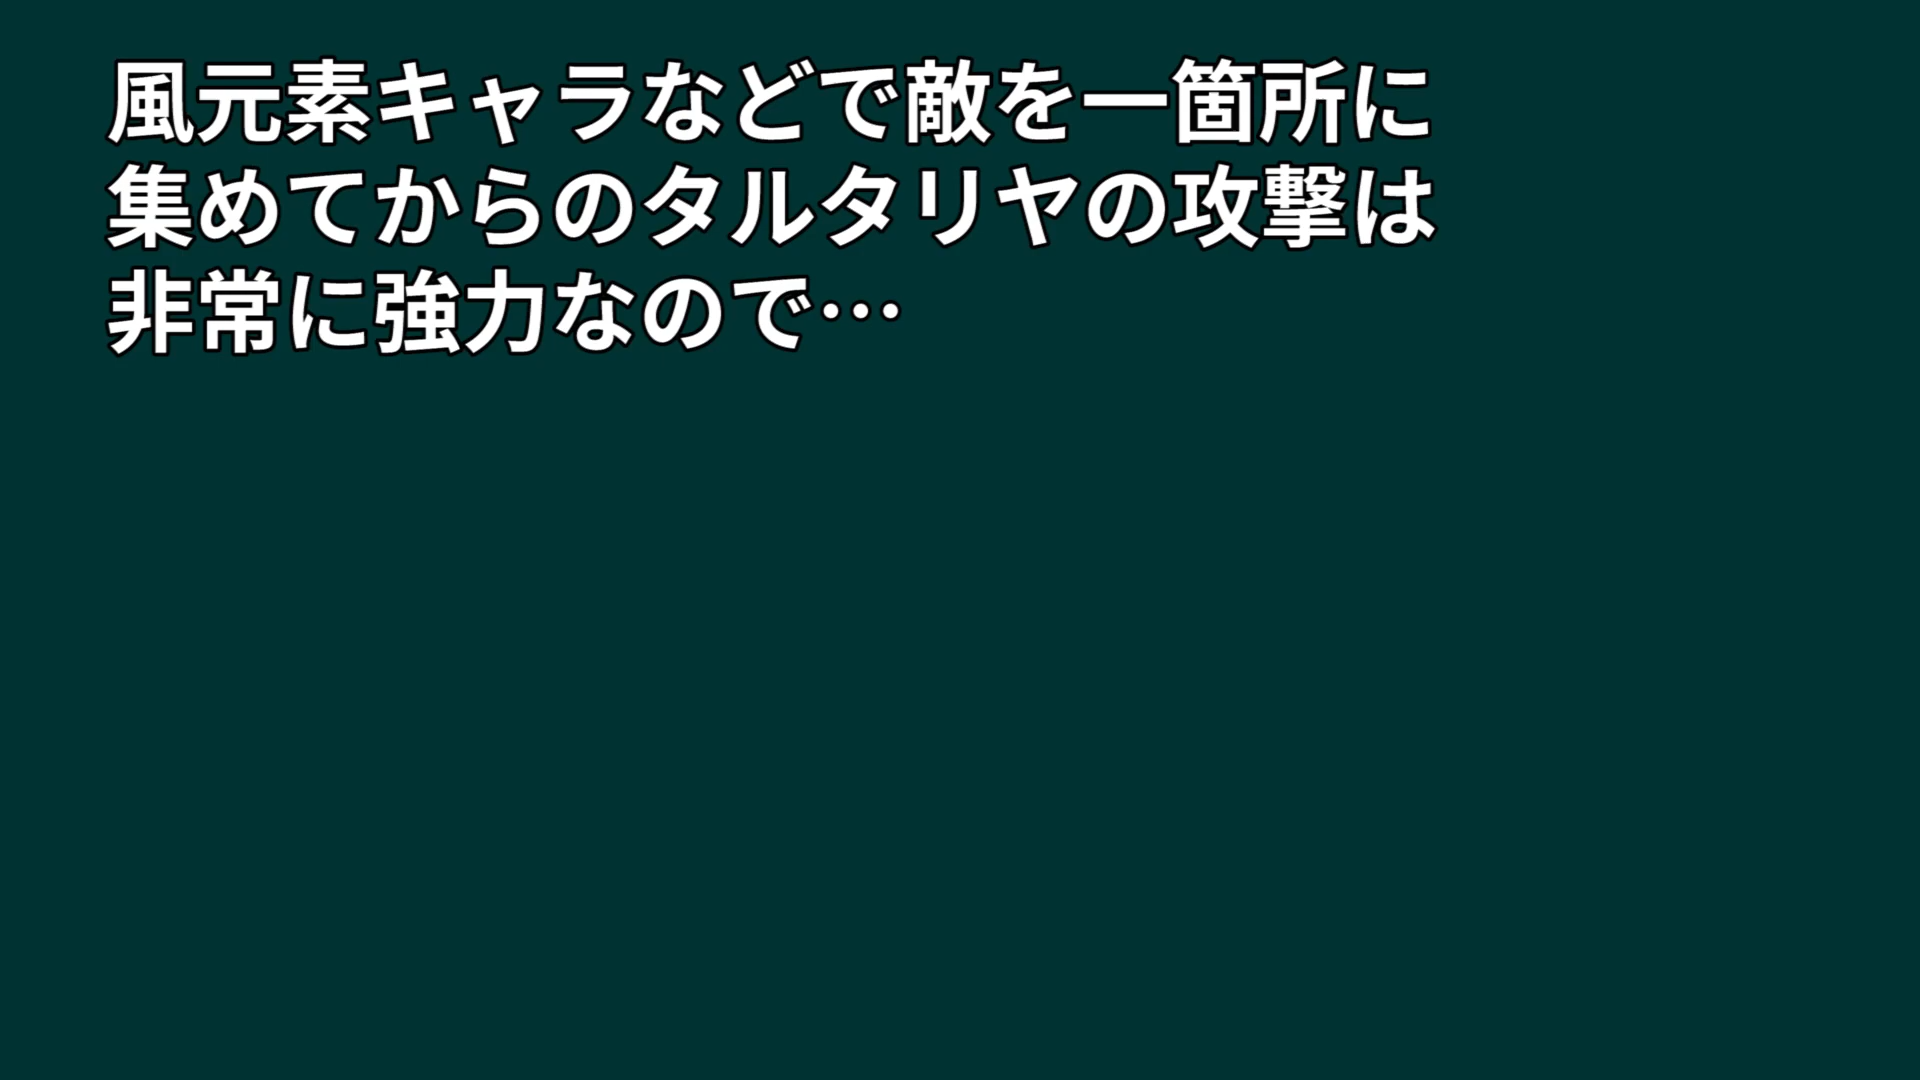 風元素キャラなどで敵を一箇所に
集めてからのタルタリヤの攻撃は
非常に強力なので…